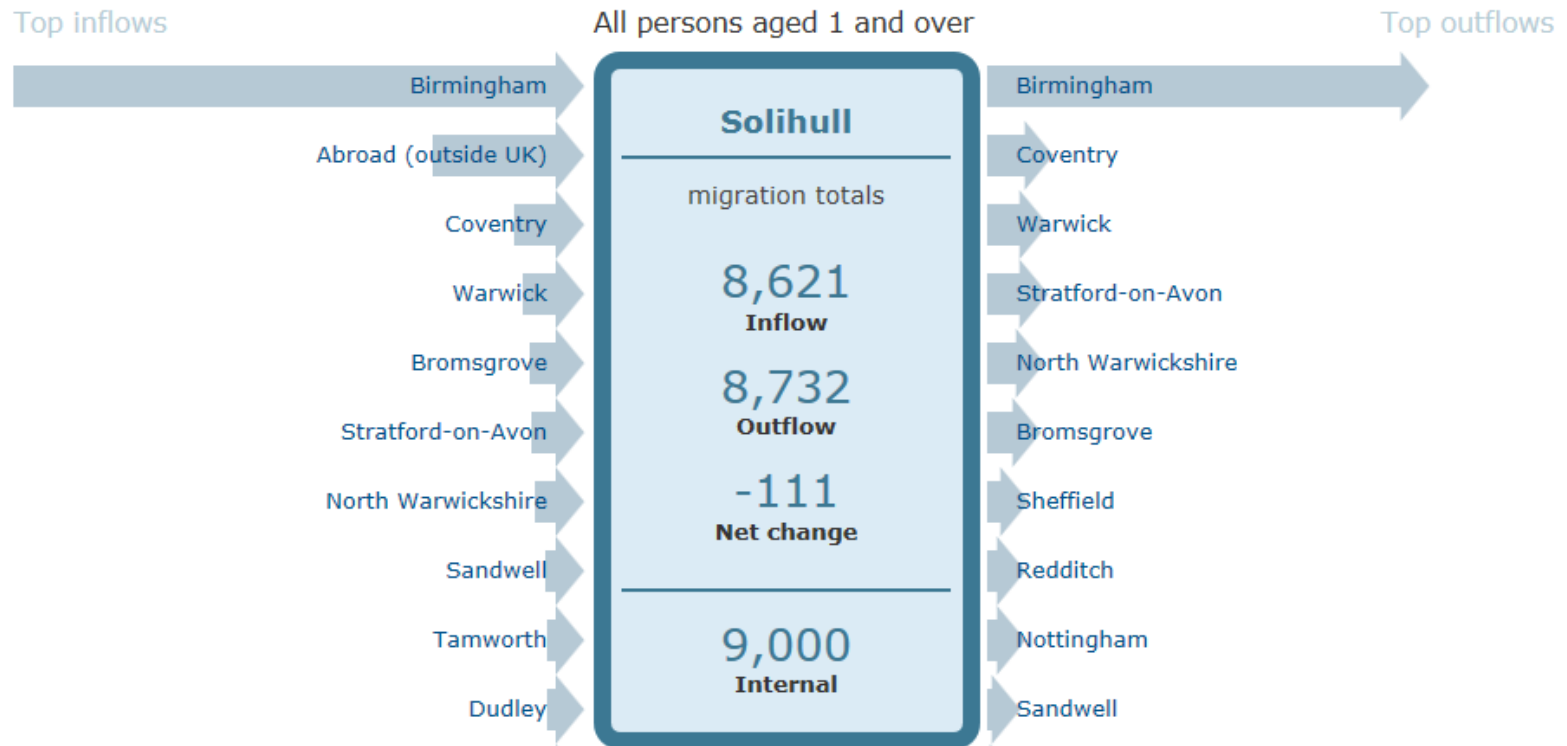 Top inflows
All persons aged 1 and over
Top outflows
Birmingham
Abroad (outside UK)
Coventry
Warwick
Bromsgrove
Stratford-on-Avon
North Warwickshire
Sandwell
Tamworth
Dudley
Solihull
migration totals
8,621
Inflow
8,732
Outflow
-111
Net change
9,000
Internal
Birmingham
Coventry
Warwick
Stratford-on-Avon
North Warwickshire
Bromsgrove
Sheffield
Redditch
Nottingham
Sandwell